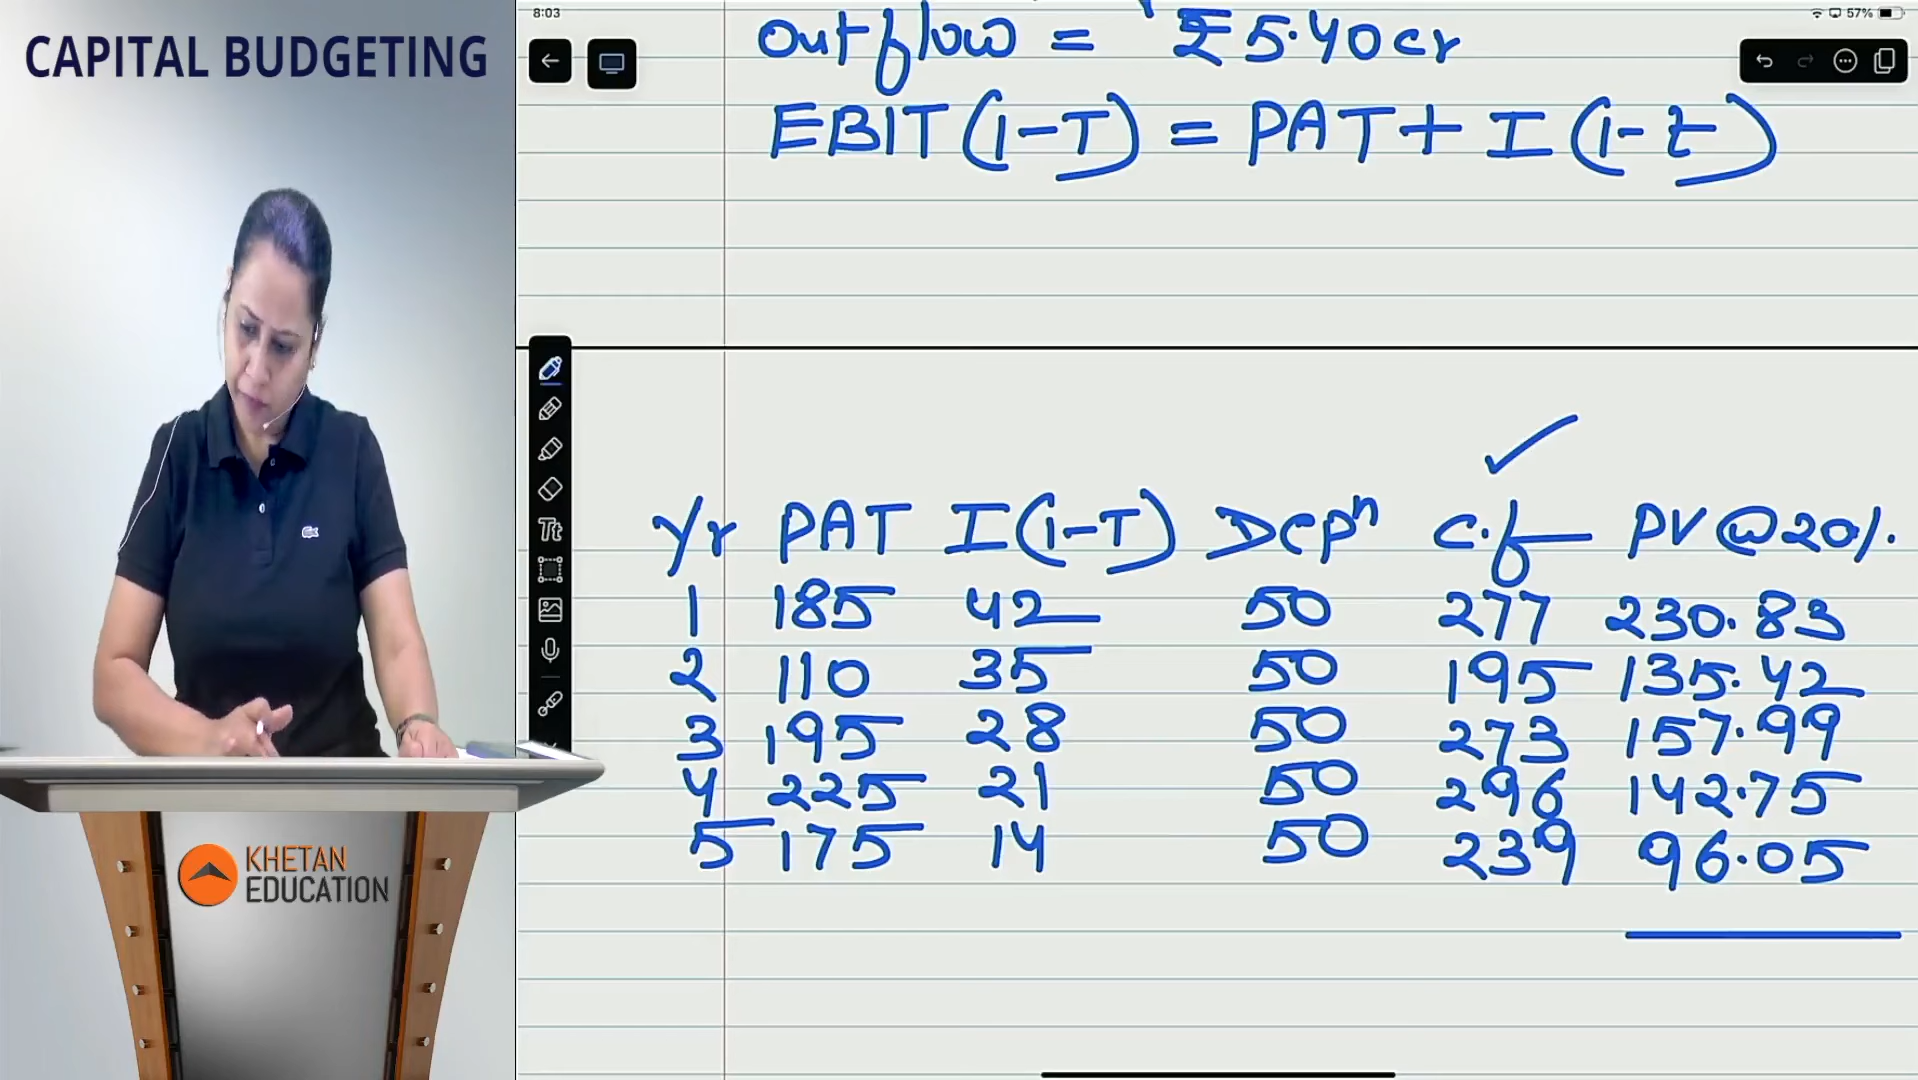 CAPITAL BUDGETING
8:03
57%
Outflow = ₹5.40cr
EBIT(1-T) = PAT + I(1-t)
Tt
Yr PAT I(1-T) Depⁿ C.f PV@20%.
1 185 42 50 277 230.83
2 110 35 50 195 135.42
3 195 28 50 273 157.99
4 225 21 50 296 142.75
5 175 14 50 239 96.05
KHETAN
EDUCATION